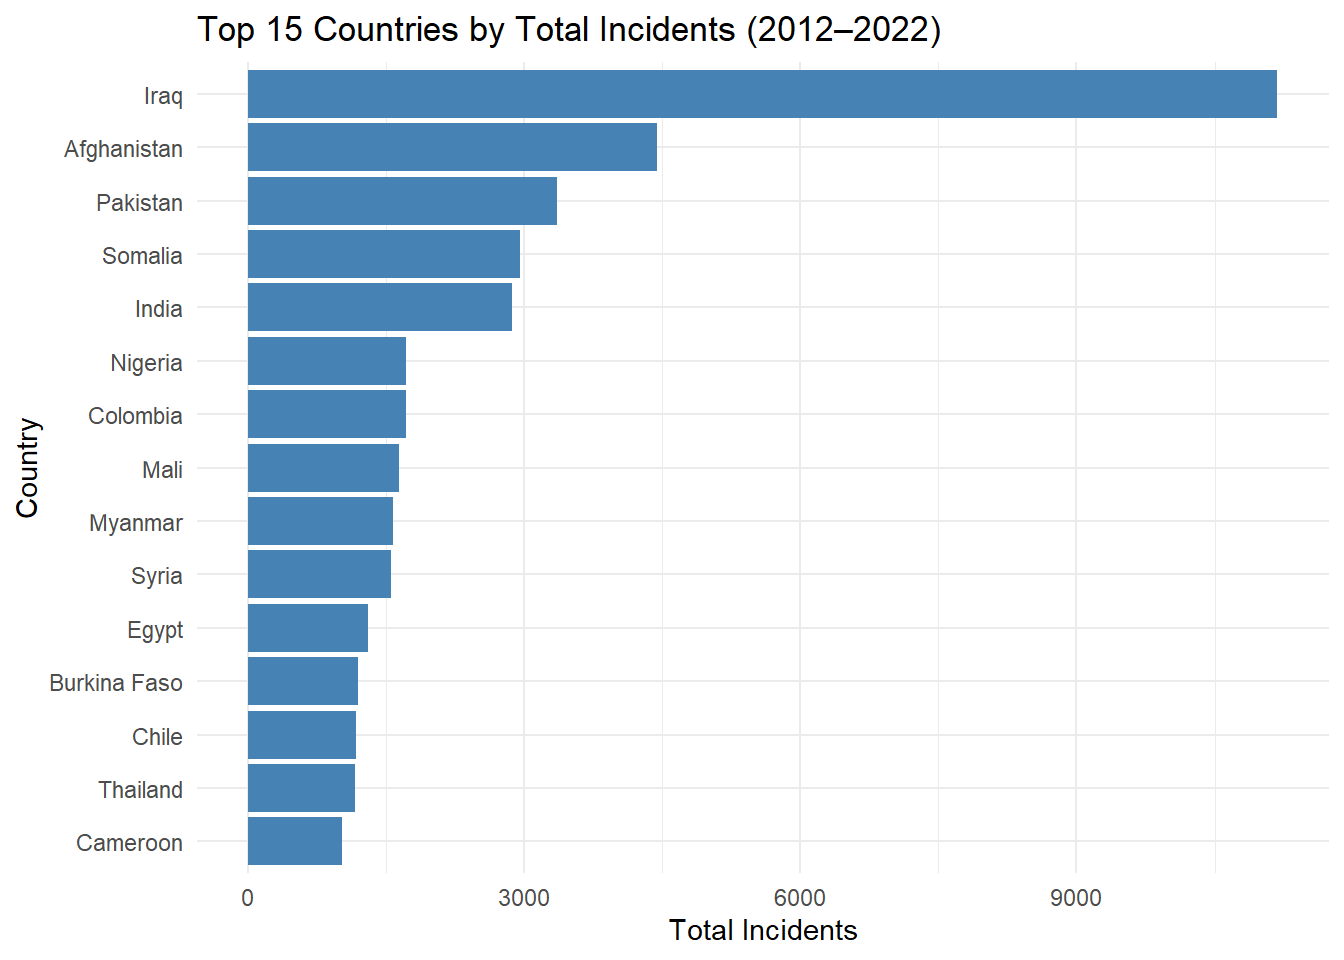 Top 15 Countries by Total Incidents (2012–2022)
Country
Iraq
Afghanistan
Pakistan
Somalia
India
Nigeria
Colombia
Mali
Myanmar
Syria
Egypt
Burkina Faso
Chile
Thailand
Cameroon
0 3000 6000 9000
Total Incidents